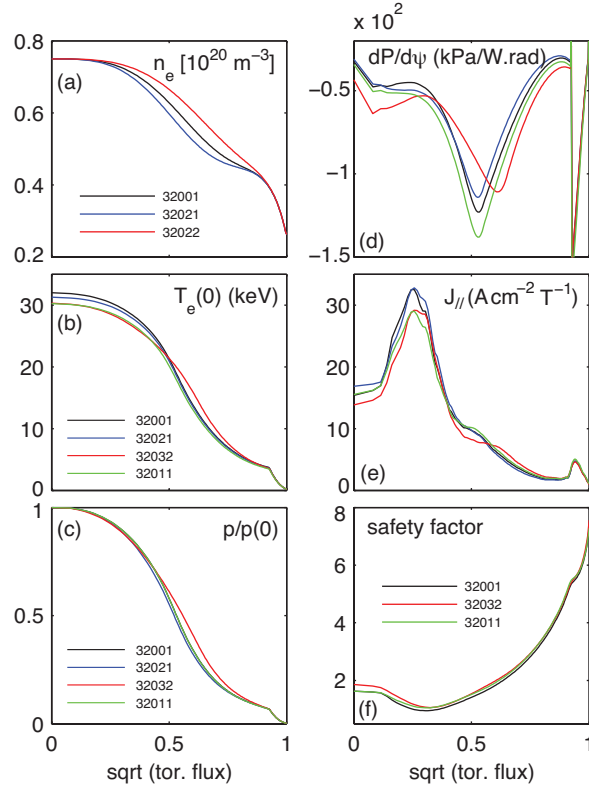 0.8
n_e [10^20 m^−3]
(a)
0.6
0.4
32001
32021
32022
0.2
x 10^2
dP/dψ (kPa/W.rad)
−0.5
−1
(d)
−1.5
30
T_e(0) (keV)
(b)
20
10
32001
32021
32032
32011
0
30
J_// (A cm^−2 T^−1)
20
10
(e)
0
1
(c)
p/p(0)
0.5
32001
32021
32032
32011
0
0
0.5
1
sqrt (tor. flux)
8
safety factor
6
32001
32032
32011
4
2
(f)
0
0.5
1
sqrt (tor. flux)